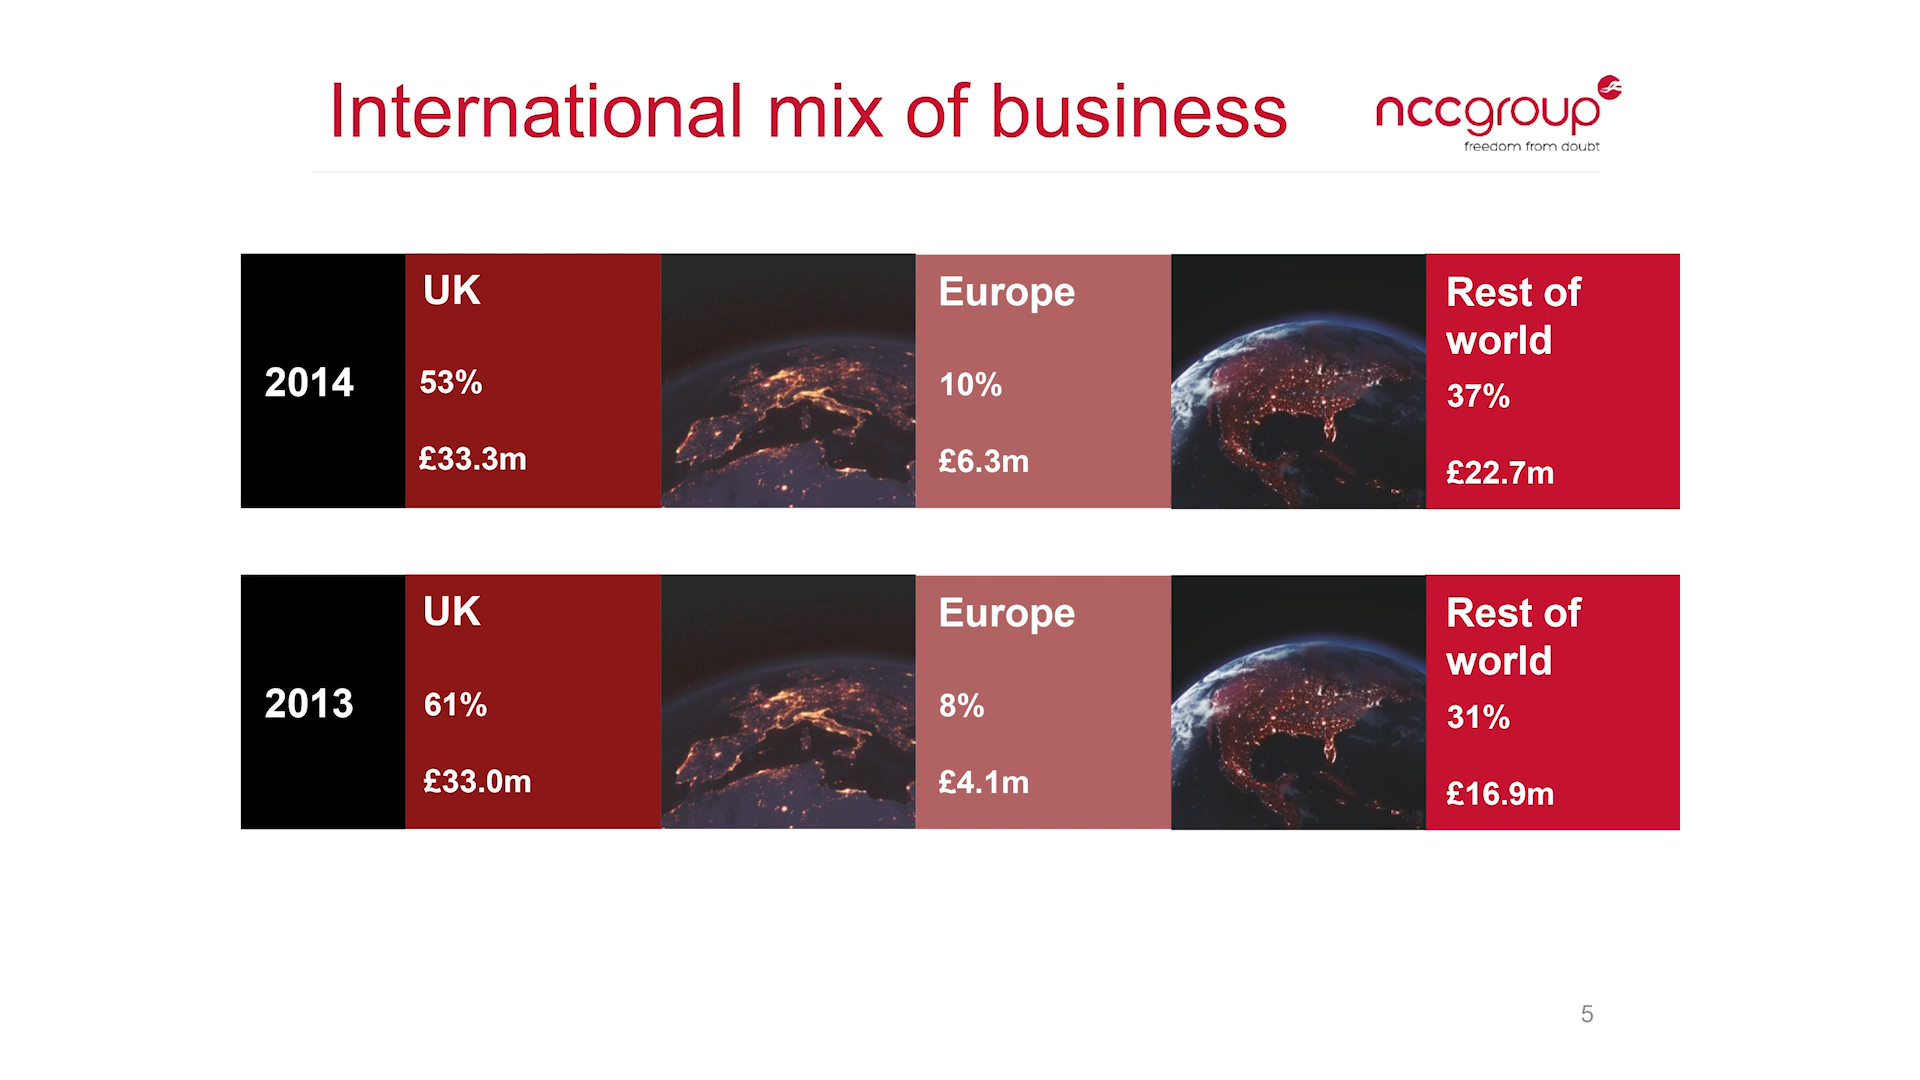 International mix of business
nccgroup
freedom from doubt
2014
UK
53%
£33.3m
Europe
10%
£6.3m
Rest of
world
37%
£22.7m
2013
UK
61%
£33.0m
Europe
8%
£4.1m
Rest of
world
31%
£16.9m
5